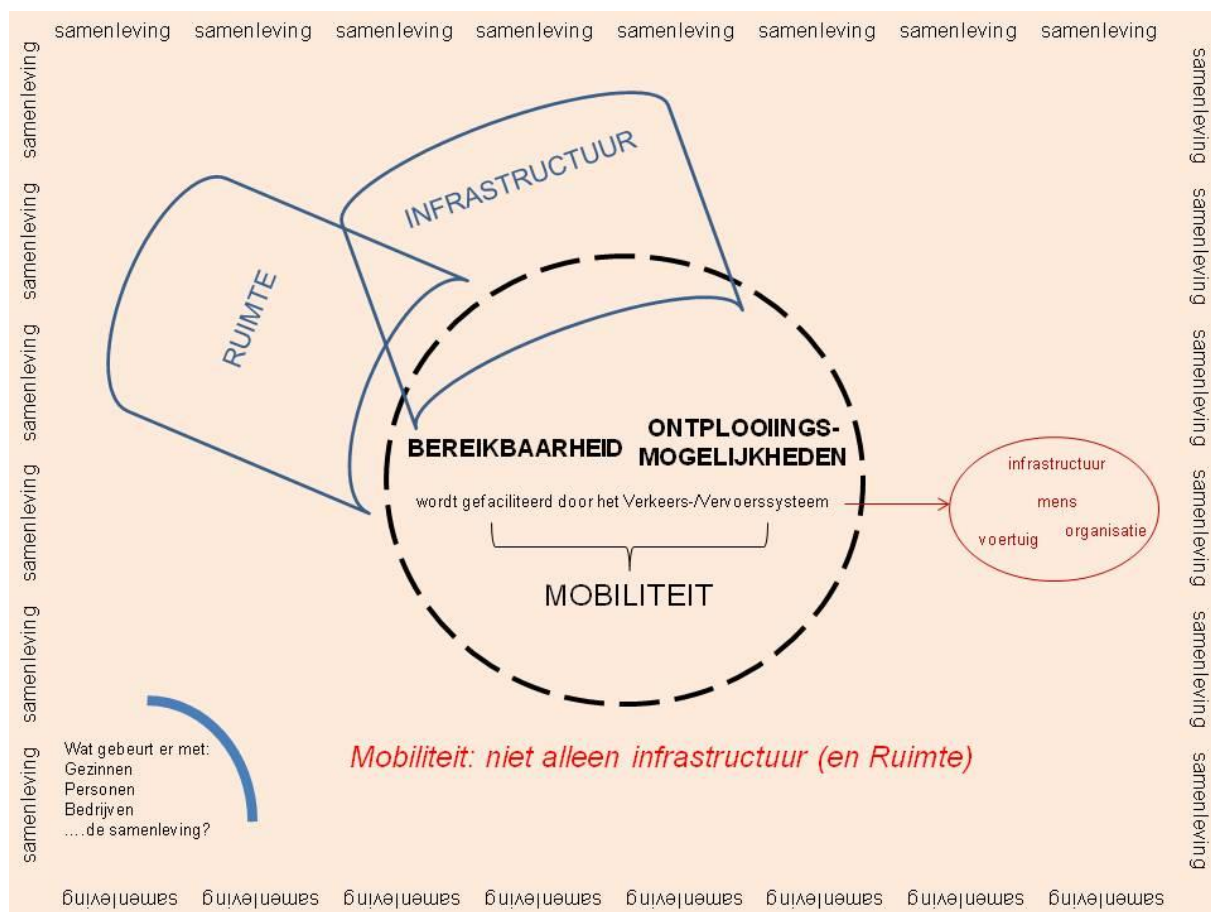 samenleving samenleving samenleving samenleving samenleving samenleving samenleving samenleving
samenleving samenleving samenleving samenleving samenleving samenleving
samenleving samenleving samenleving samenleving samenleving samenleving
INFRASTRUCTUUR
RUIMTE
BEREIKBAARHEID
ONTPLOOIINGS-
MOGELIJKHEDEN
wordt gefaciliteerd door het Verkeers-/Vervoerssysteem
MOBILITEIT
infrastructuur
mens
voertuig
organisatie
Mobiliteit: niet alleen infrastructuur (en Ruimte)
Wat gebeurt er met:
Gezinnen
Personen
Bedrijven
....de samenleving?
samenleving samenleving samenleving samenleving samenleving samenleving samenleving samenleving